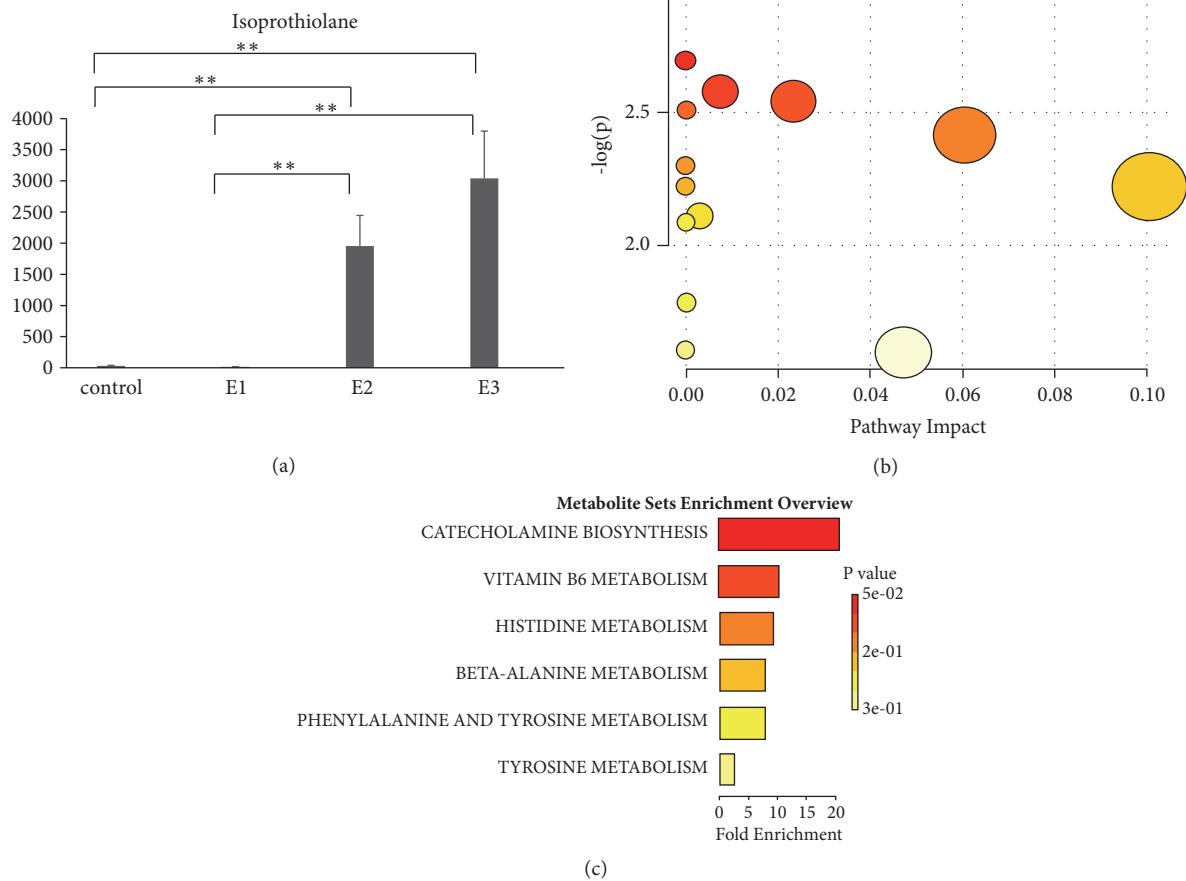 Isoprothiolane
**
**
**
**
4000
3500
3000
2500
2000
1500
1000
500
0
control E1 E2 E3
(a)
-log(p)
2.5
2.0
0.00 0.02 0.04 0.06 0.08 0.10
Pathway Impact
(b)
Metabolite Sets Enrichment Overview
CATECHOLAMINE BIOSYNTHESIS
VITAMIN B6 METABOLISM
HISTIDINE METABOLISM
BETA-ALANINE METABOLISM
PHENYLALANINE AND TYROSINE METABOLISM
TYROSINE METABOLISM
P value
5e-02
2e-01
3e-01
0 5 10 15 20
Fold Enrichment
(c)